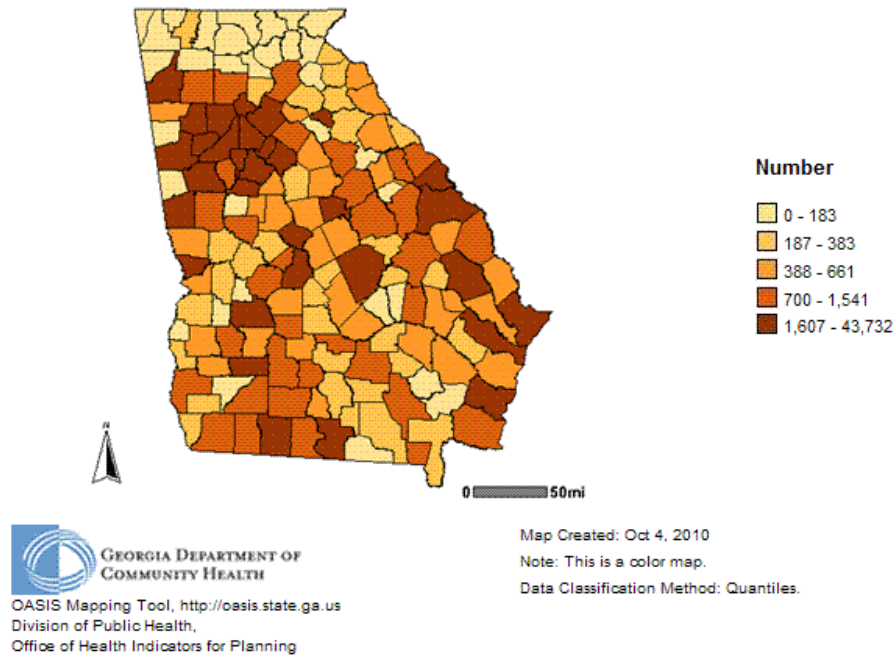 Number
0 - 183
187 - 383
388 - 661
700 - 1,541
1,607 - 43,732
N
0 50mi
GEORGIA DEPARTMENT OF
COMMUNITY HEALTH
OASIS Mapping Tool, http://oasis.state.ga.us
Division of Public Health,
Office of Health Indicators for Planning
Map Created: Oct 4, 2010
Note: This is a color map.
Data Classification Method: Quantiles.